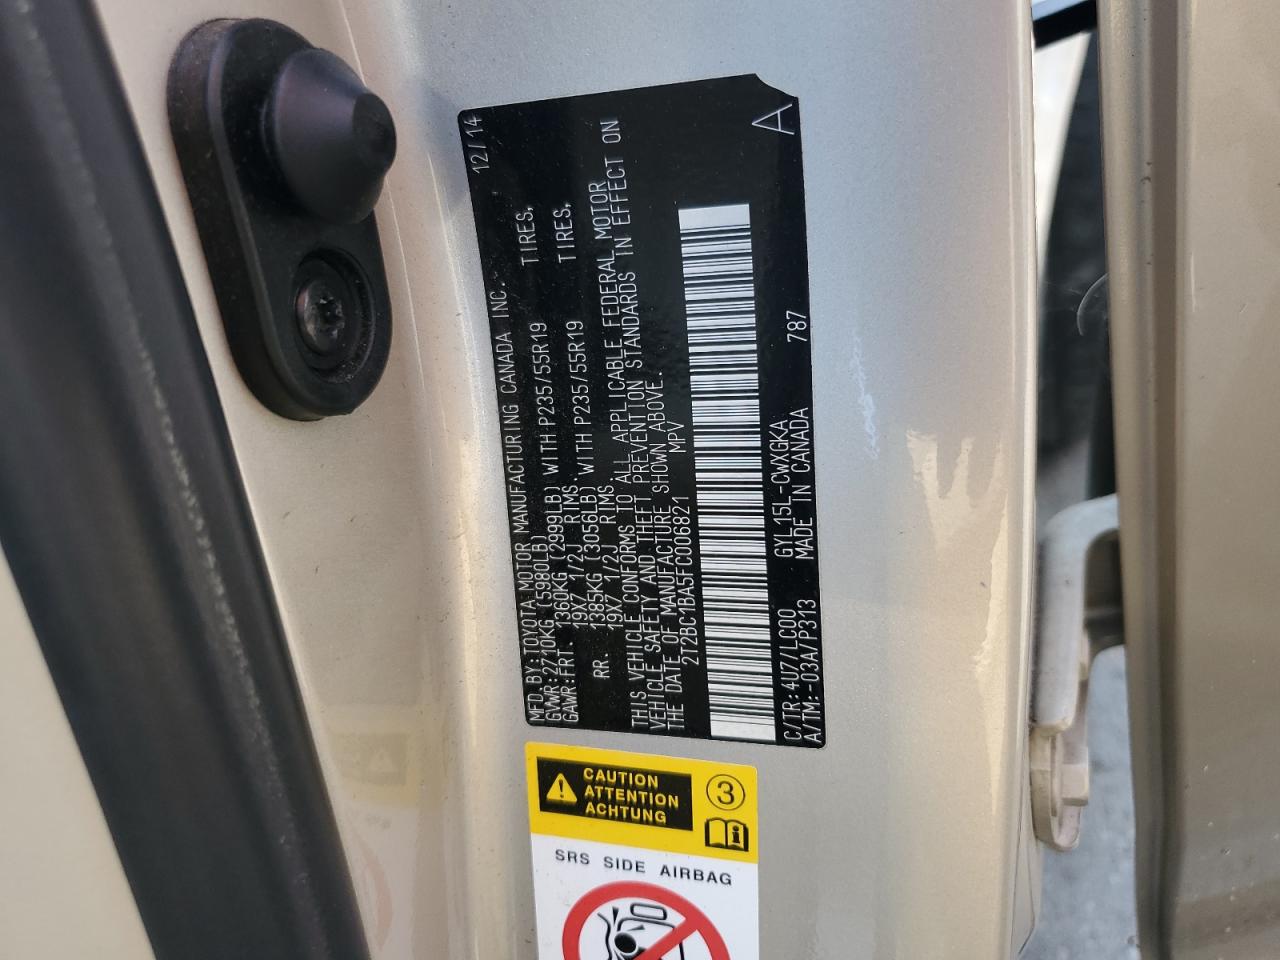 MFD. BY: TOYOTA MOTOR MANUFACTURING CANADA INC. 12/14
GVWR: 2710KG (5980LB)
GAWR: FRT. 1360KG (2999LB) WITH P235/55R19 TIRES,
19X7 1/2J RIMS.
RR. 1385KG (3056LB) WITH P235/55R19 TIRES,
19X7 1/2J RIMS.
THIS VEHICLE CONFORMS TO ALL APPLICABLE FEDERAL MOTOR
VEHICLE SAFETY AND THEFT PREVENTION STANDARDS IN EFFECT ON
THE DATE OF MANUFACTURE SHOWN ABOVE.
2T2BC1BA5FC006821 MPV
C/TR: 4U7/LC00 GYL15L-CWXGKA 787 A
A/TM: -03A/P313 MADE IN CANADA
CAUTION
ATTENTION
ACHTUNG
3
i
SRS SIDE AIRBAG